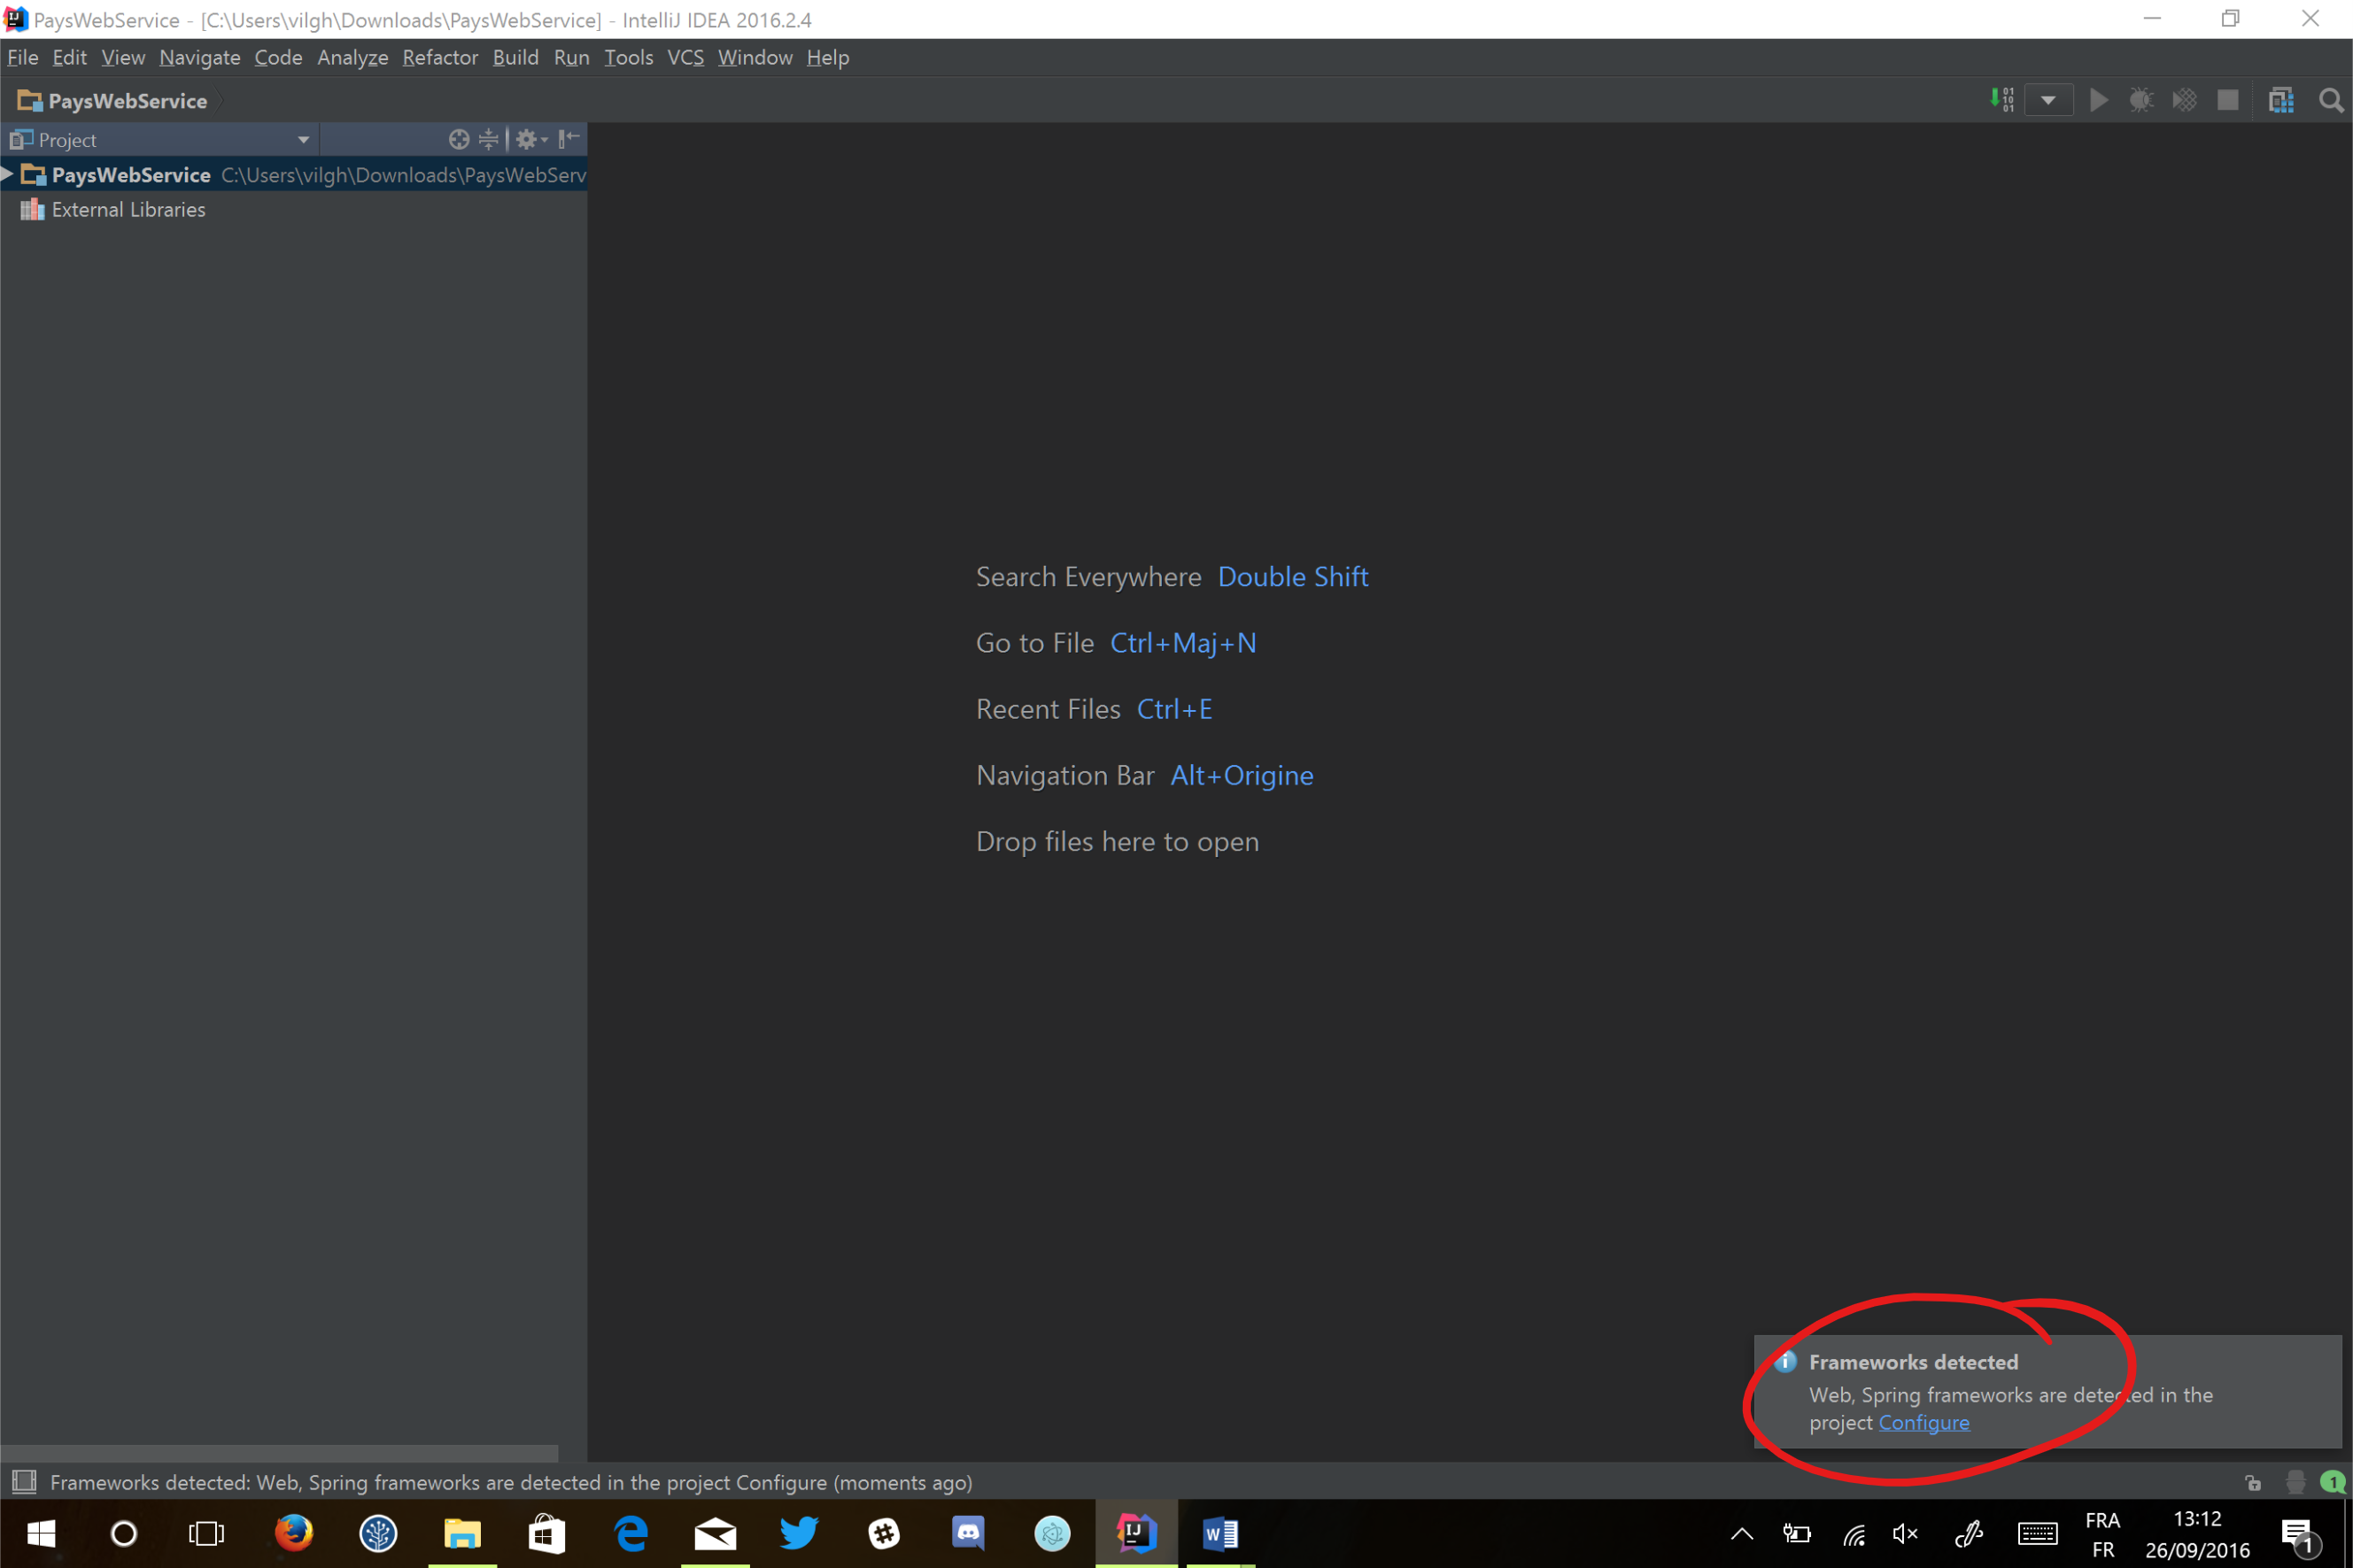 PaysWebService - [C:\Users\vilgh\Downloads\PaysWebService] - IntelliJ IDEA 2016.2.4
File Edit View Navigate Code Analyze Refactor Build Run Tools VCS Window Help
PaysWebService
Project
PaysWebService C:\Users\vilgh\Downloads\PaysWebServ
External Libraries
Search Everywhere Double Shift
Go to File Ctrl+Maj+N
Recent Files Ctrl+E
Navigation Bar Alt+Origine
Drop files here to open
Frameworks detected
Web, Spring frameworks are detected in the
project Configure
Frameworks detected: Web, Spring frameworks are detected in the project Configure (moments ago)
1
FRA
FR
13:12
26/09/2016
1